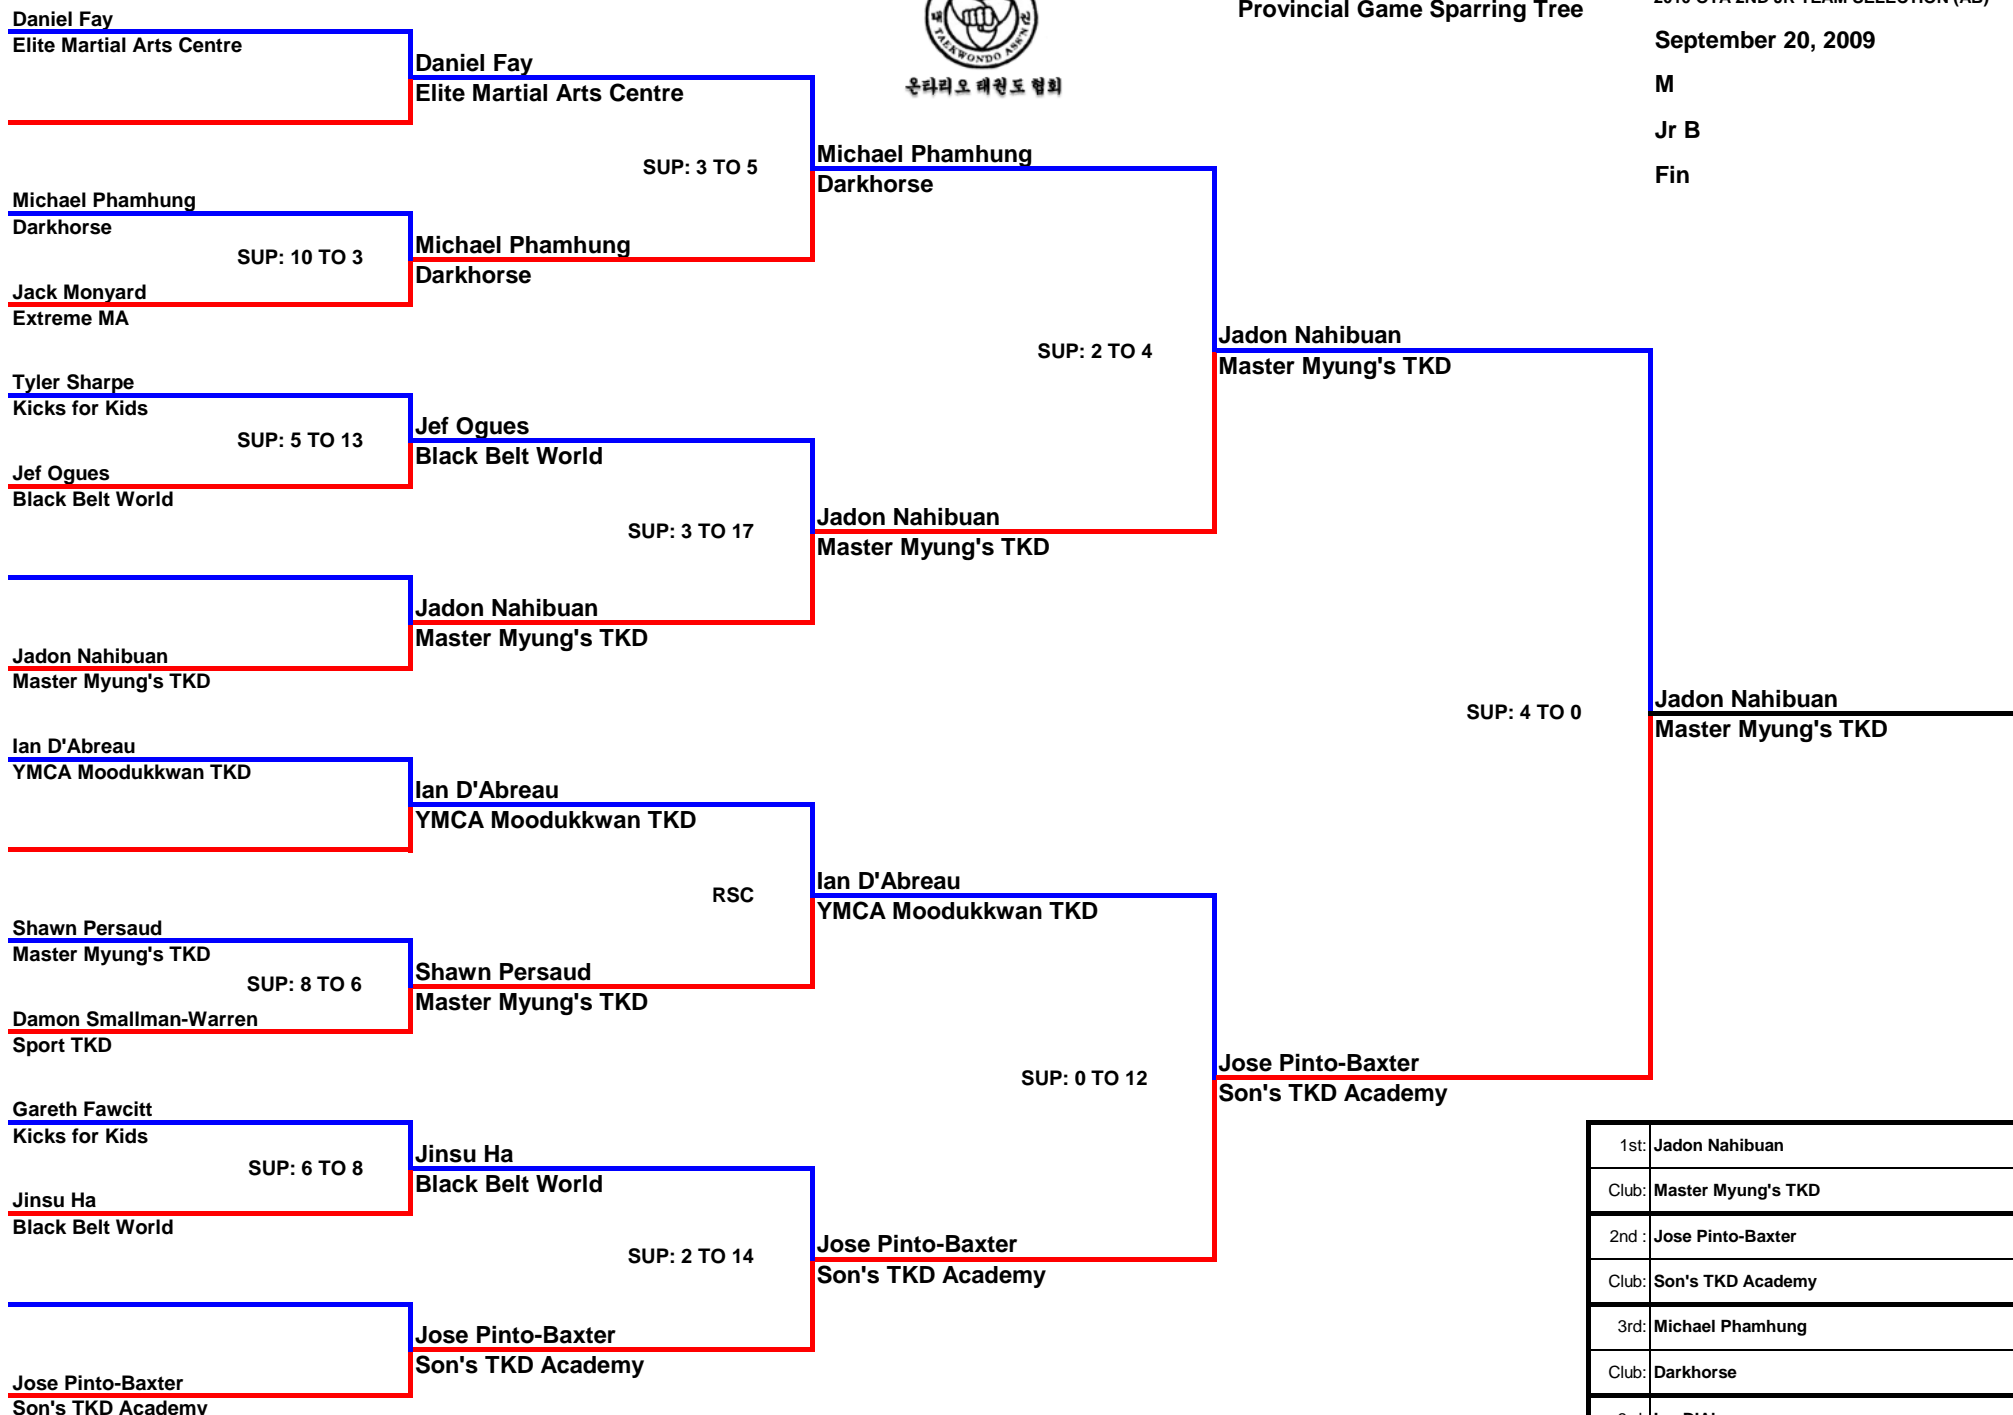 Provincial Game Sparring Tree
September 20, 2009
M
Jr B
Fin
TAEKWONDO ASS'N
온타리오 태권도 협회
Daniel Fay
Elite Martial Arts Centre
Michael Phamhung
Darkhorse
SUP: 10 TO 3
Jack Monyard
Extreme MA
Tyler Sharpe
Kicks for Kids
SUP: 5 TO 13
Jef Ogues
Black Belt World
Jadon Nahibuan
Master Myung's TKD
Ian D'Abreau
YMCA Moodukkwan TKD
Shawn Persaud
Master Myung's TKD
SUP: 8 TO 6
Damon Smallman-Warren
Sport TKD
Gareth Fawcitt
Kicks for Kids
SUP: 6 TO 8
Jinsu Ha
Black Belt World
Jose Pinto-Baxter
Son's TKD Academy
Daniel Fay
Elite Martial Arts Centre
SUP: 3 TO 5
Michael Phamhung
Darkhorse
Jef Ogues
Black Belt World
SUP: 3 TO 17
Jadon Nahibuan
Master Myung's TKD
Ian D'Abreau
YMCA Moodukkwan TKD
RSC
Shawn Persaud
Master Myung's TKD
Jinsu Ha
Black Belt World
SUP: 2 TO 14
Jose Pinto-Baxter
Son's TKD Academy
Michael Phamhung
Darkhorse
SUP: 2 TO 4
Jadon Nahibuan
Master Myung's TKD
Ian D'Abreau
YMCA Moodukkwan TKD
SUP: 0 TO 12
Jose Pinto-Baxter
Son's TKD Academy
Jadon Nahibuan
Master Myung's TKD
SUP: 4 TO 0
Jose Pinto-Baxter
Son's TKD Academy
Jadon Nahibuan
Master Myung's TKD
1st: Jadon Nahibuan
Club: Master Myung's TKD
2nd : Jose Pinto-Baxter
Club: Son's TKD Academy
3rd: Michael Phamhung
Club: Darkhorse